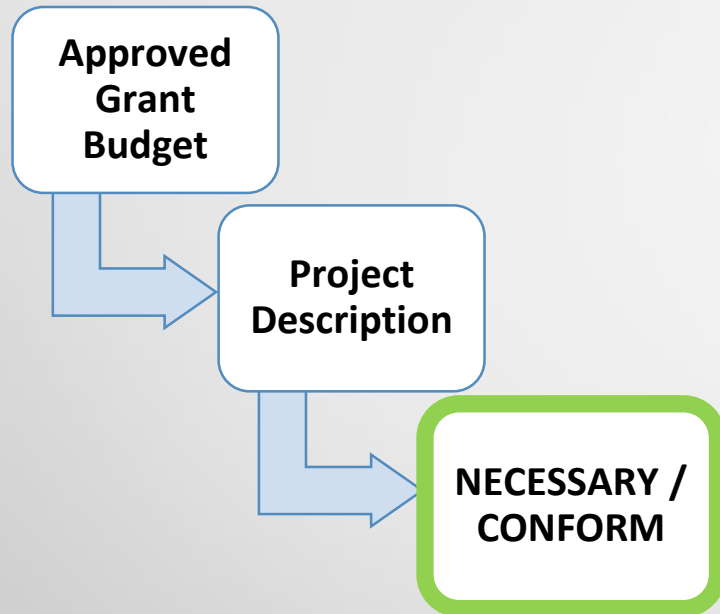 Approved
Grant
Budget
Project
Description
NECESSARY /
CONFORM